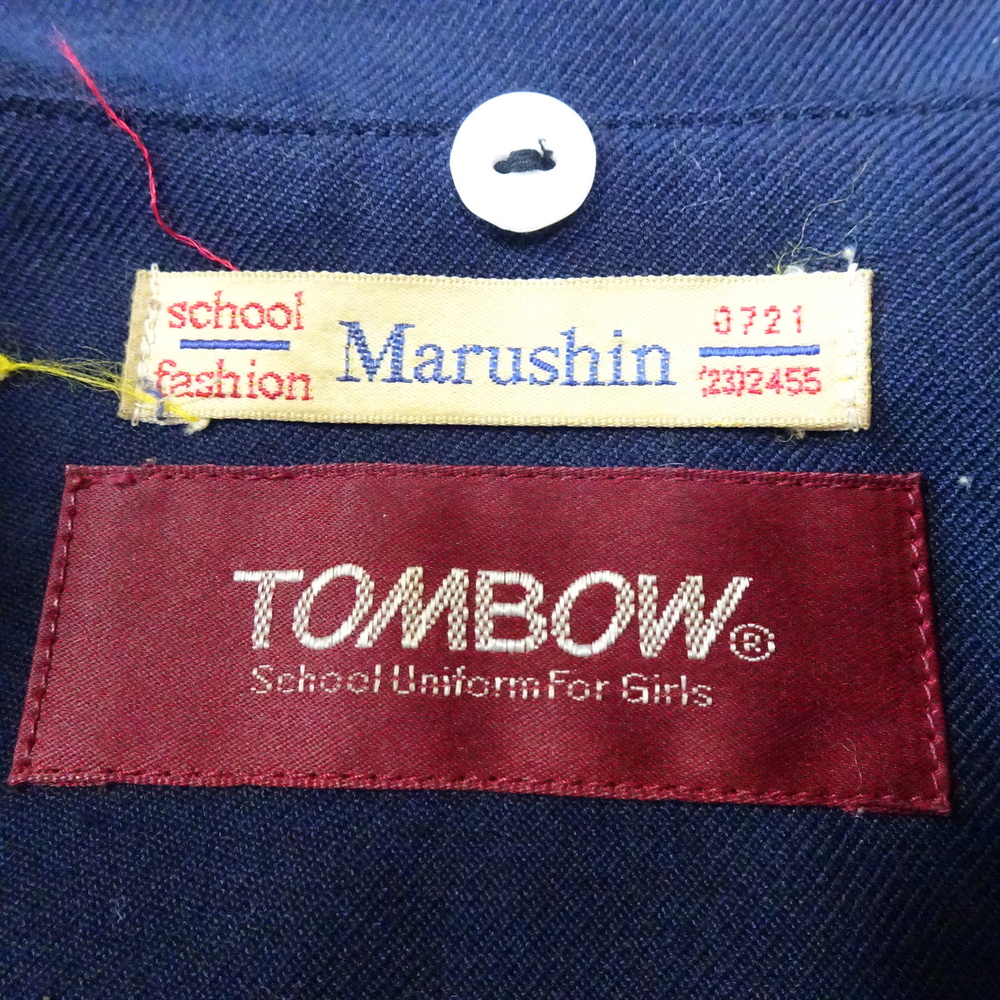 school
fashion
Marushin
0721
(23)2455
TOMBOW®
School Uniform For Girls